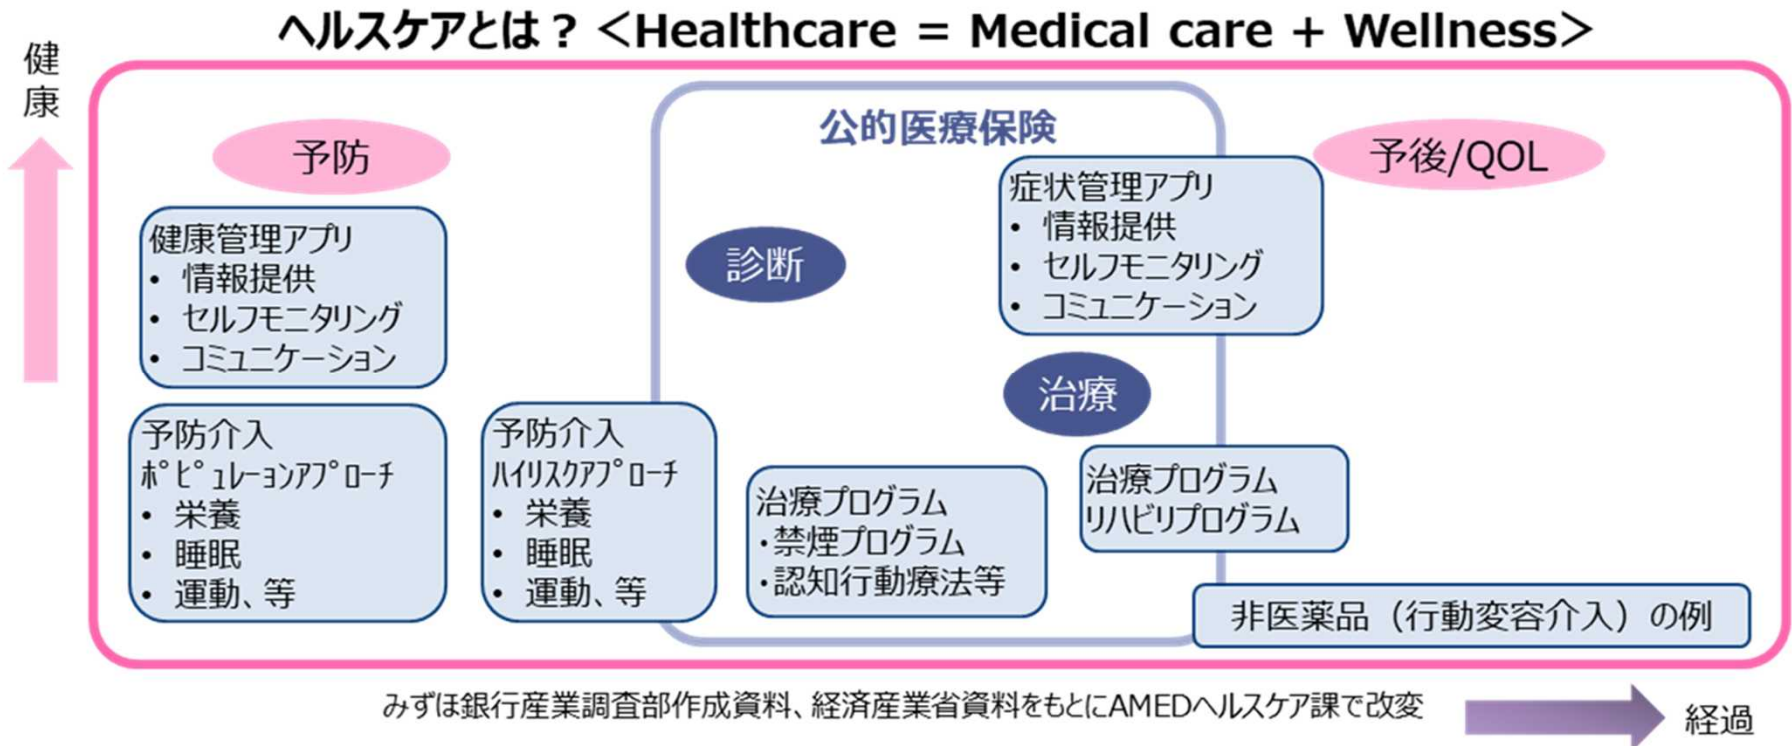 ヘルスケアとは？<Healthcare = Medical care + Wellness>
健康
予防
健康管理アプリ
• 情報提供
• セルフモニタリング
• コミュニケーション
予防介入
ﾎﾟﾋﾟｭﾚｰｼｮﾝｱﾌﾟﾛｰﾁ
• 栄養
• 睡眠
• 運動、等
予防介入
ﾊｲﾘｽｸｱﾌﾟﾛｰﾁ
• 栄養
• 睡眠
• 運動、等
公的医療保険
診断
症状管理アプリ
• 情報提供
• セルフモニタリング
• コミュニケーション
治療
治療プログラム
・禁煙プログラム
・認知行動療法等
治療プログラム
リハビリプログラム
予後/QOL
非医薬品（行動変容介入）の例
みずほ銀行産業調査部作成資料、経済産業省資料をもとにAMEDヘルスケア課で改変
経過